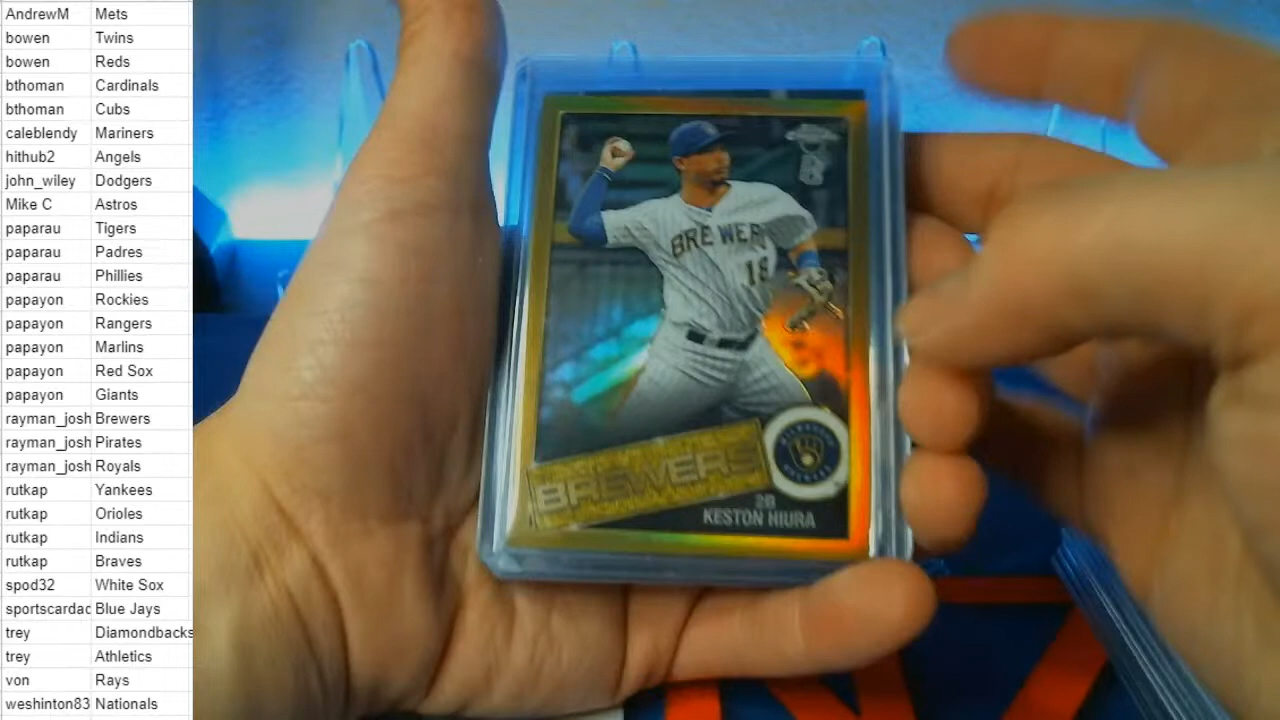 AndrewM Mets
bowen Twins
bowen Reds
bthoman Cardinals
bthoman Cubs
caleblendy Mariners
hithub2 Angels
john_wiley Dodgers
Mike C Astros
paparau Tigers
paparau Padres
paparau Phillies
papayon Rockies
papayon Rangers
papayon Marlins
papayon Red Sox
papayon Giants
rayman_josh Brewers
rayman_josh Pirates
rayman_josh Royals
rutkap Yankees
rutkap Orioles
rutkap Indians
rutkap Braves
spod32 White Sox
sportscardad Blue Jays
trey Diamondbacks
trey Athletics
von Rays
weshinton83 Nationals
BREWERS
18
BREWERS
2B
KESTON HIURA